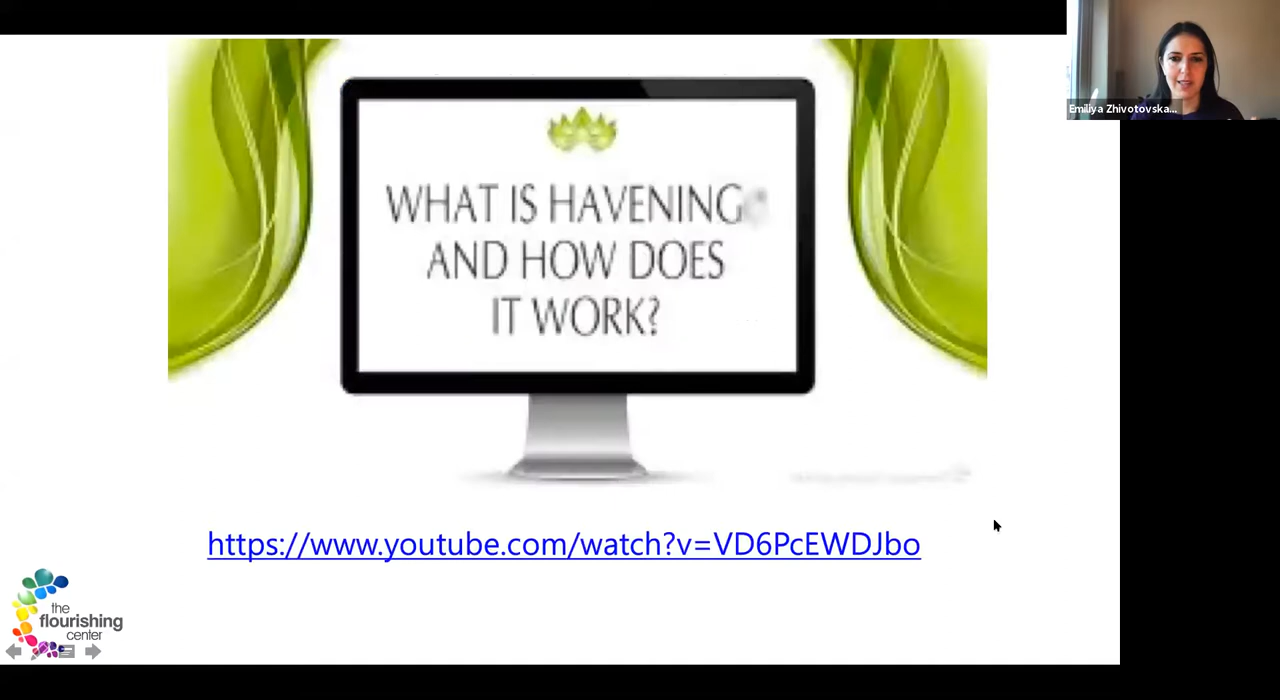 Emiliya Zhivotovska...
WHAT IS HAVENING
AND HOW DOES
IT WORK?
https://www.youtube.com/watch?v=VD6PcEWDJbo
the
flourishing
center